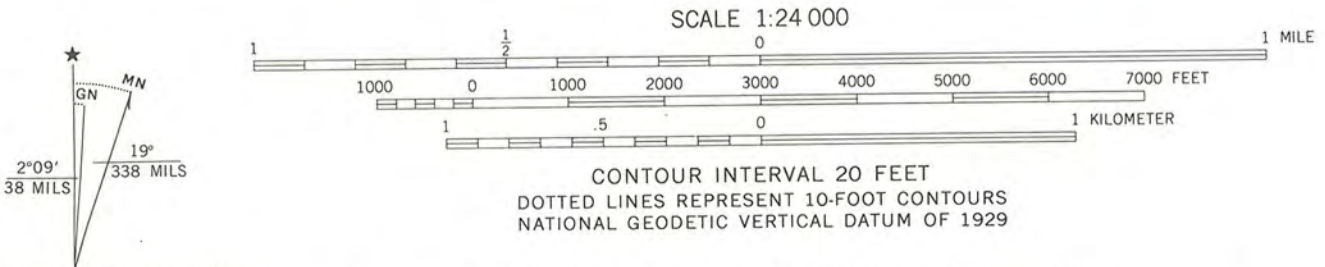 SCALE 1:24 000
1 ½ 0 1 MILE
1000 0 1000 2000 3000 4000 5000 6000 7000 FEET
1 .5 0 1 KILOMETER
CONTOUR INTERVAL 20 FEET
DOTTED LINES REPRESENT 10-FOOT CONTOURS
NATIONAL GEODETIC VERTICAL DATUM OF 1929
★
MN
GN
2°09′
38 MILS
19°
338 MILS